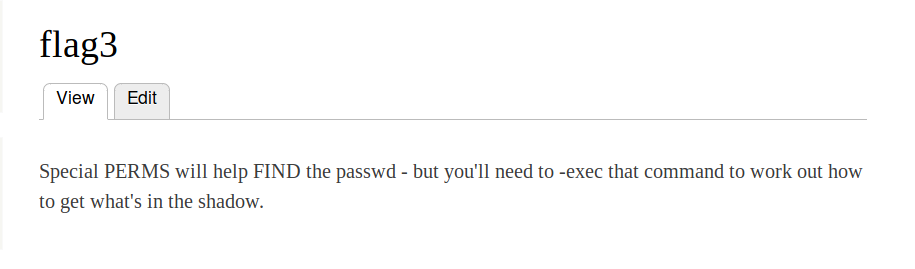 flag3
View Edit
Special PERMS will help FIND the passwd - but you'll need to -exec that command to work out how
to get what's in the shadow.